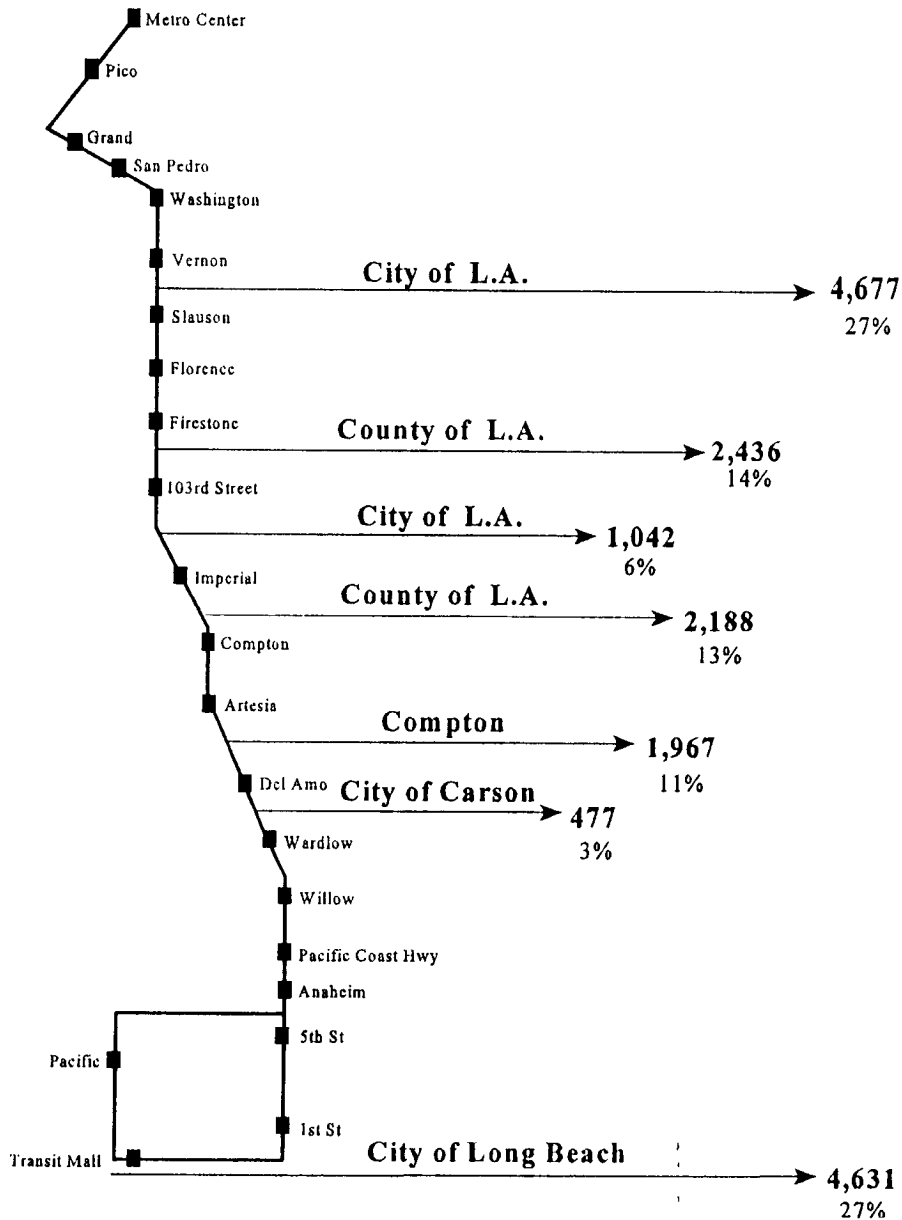 Metro Center
Pico
Grand
San Pedro
Washington
Vernon
City of L.A.
4,677
27%
Slauson
Florence
Firestone
County of L.A.
2,436
14%
103rd Street
City of L.A.
1,042
6%
Imperial
County of L.A.
2,188
13%
Compton
Artesia
Compton
1,967
11%
Del Amo
City of Carson
477
3%
Wardlow
Willow
Pacific Coast Hwy
Anaheim
5th St
Pacific
1st St
Transit Mall
City of Long Beach
4,631
27%